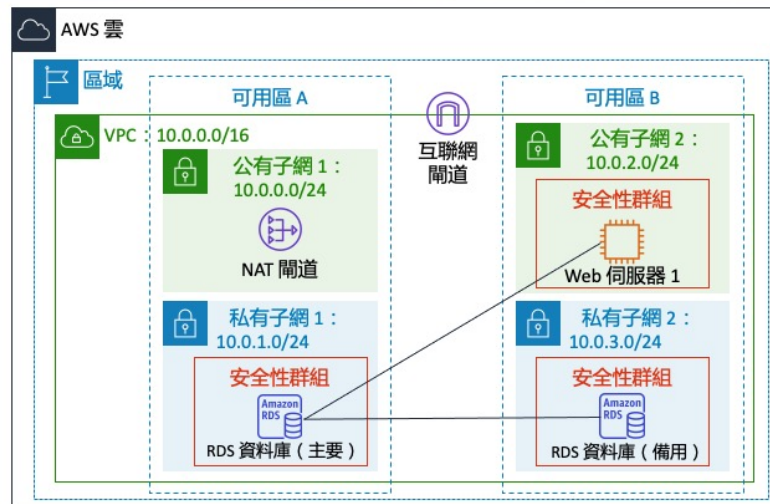 AWS 雲
區域
可用區 A
可用區 B
VPC：10.0.0.0/16
互聯網
閘道
公有子網 1：
10.0.0.0/24
NAT 閘道
公有子網 2：
10.0.2.0/24
安全性群組
Web 伺服器 1
私有子網 1：
10.0.1.0/24
安全性群組
Amazon
RDS
RDS 資料庫（主要）
私有子網 2：
10.0.3.0/24
安全性群組
Amazon
RDS
RDS 資料庫（備用）